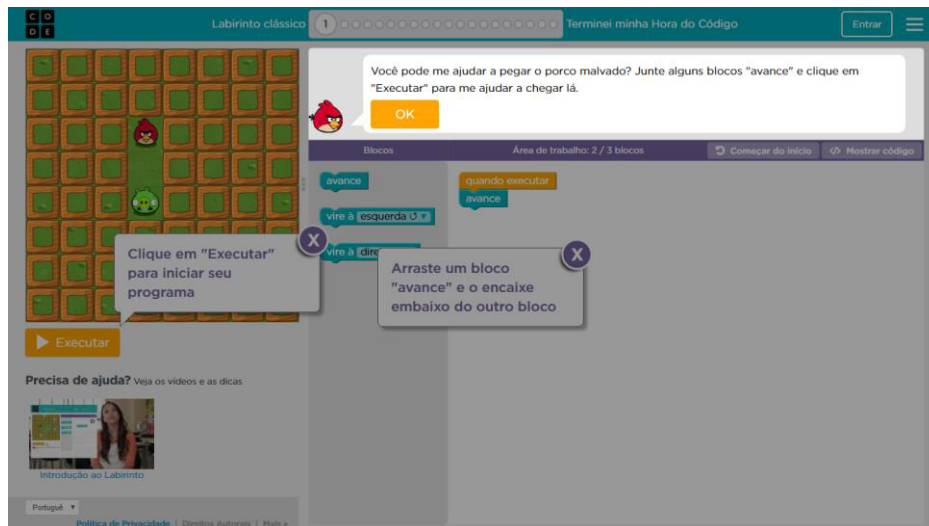 C O
D E
Labirinto clássico
1
Terminei minha Hora do Código
Entrar
Você pode me ajudar a pegar o porco malvado? Junte alguns blocos "avance" e clique em
"Executar" para me ajudar a chegar lá.
OK
Blocos
Área de trabalho: 2 / 3 blocos
Começar do início
Mostrar código
avance
vire à esquerda
vire à
quando executar
avance
X
Clique em "Executar"
para iniciar seu
programa
X
Arraste um bloco
"avance" e o encaixe
embaixo do outro bloco
Executar
Precisa de ajuda? Veja os vídeos e as dicas
Introdução ao Labirinto
Portuguê
Política de Privacidade | Direitos Autorais | Mais